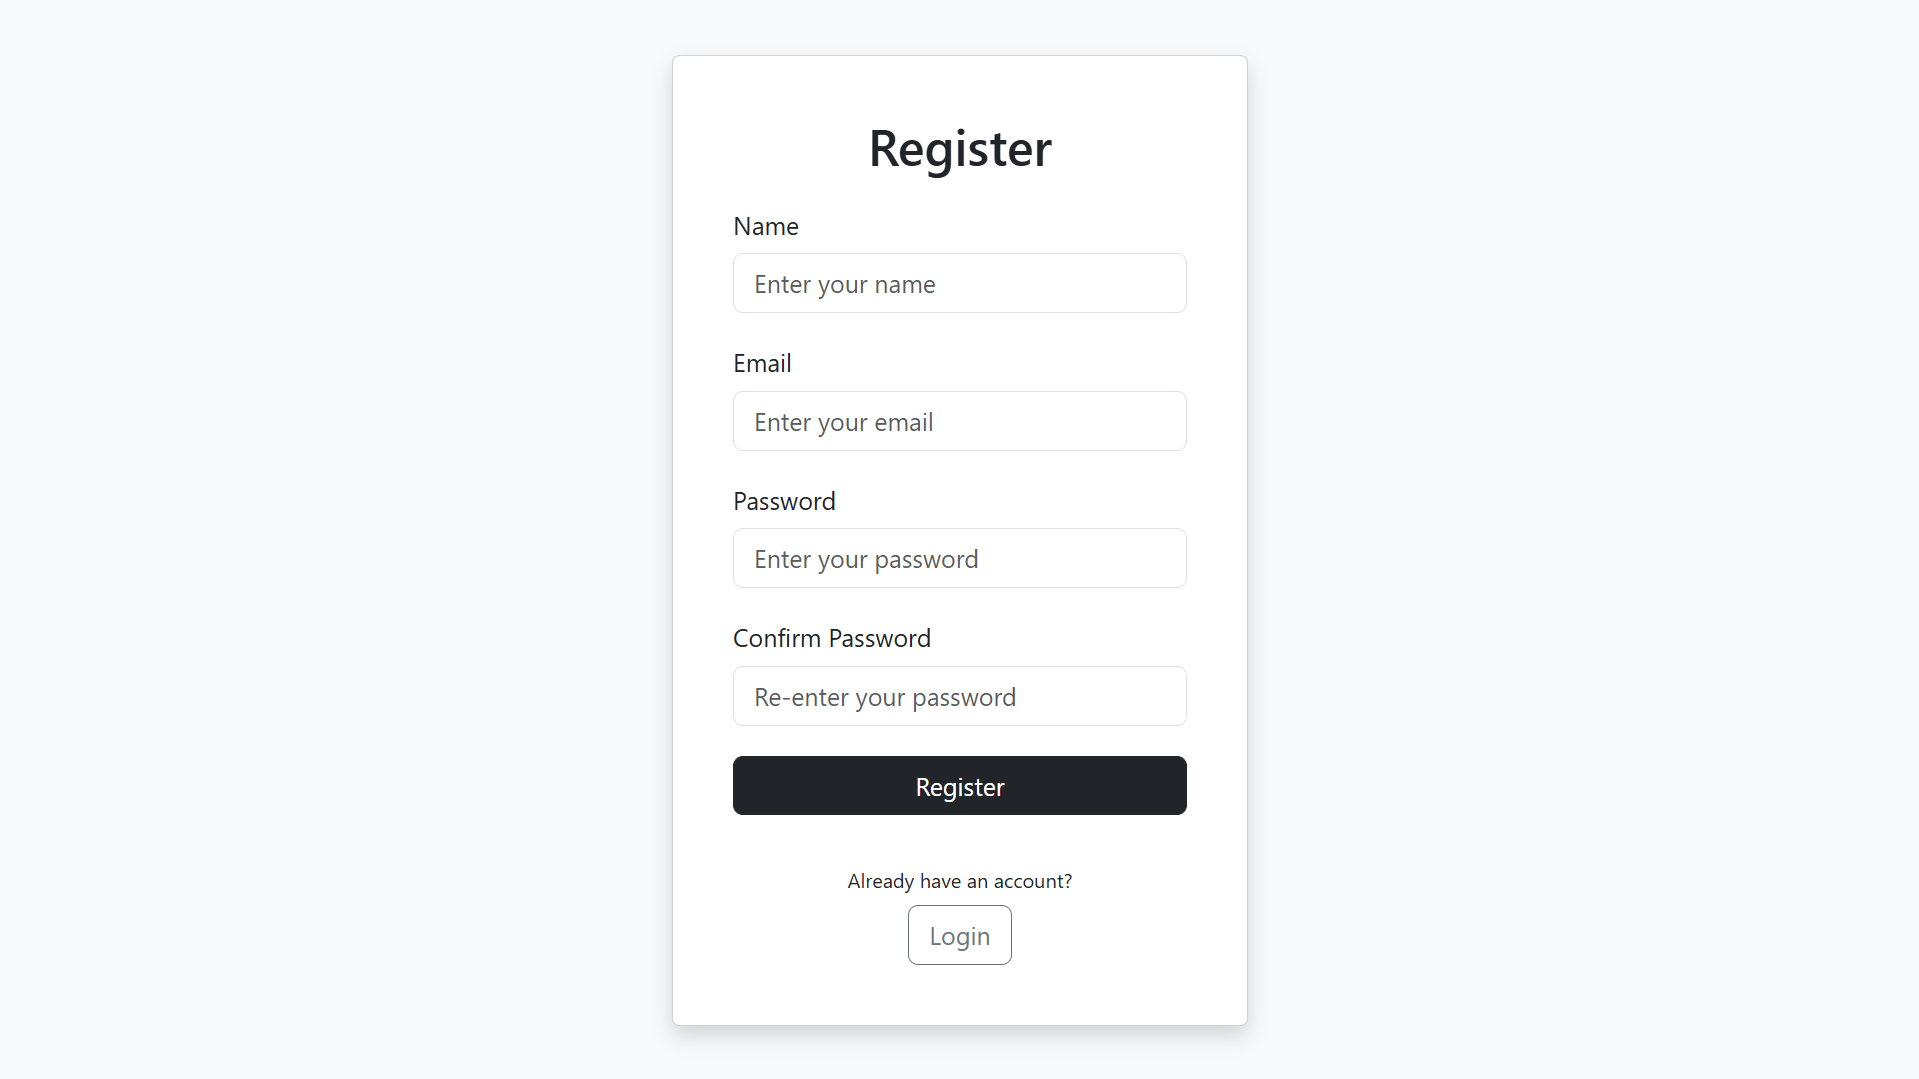 Register
Name
Enter your name
Email
Enter your email
Password
Enter your password
Confirm Password
Re-enter your password
Register
Already have an account?
Login